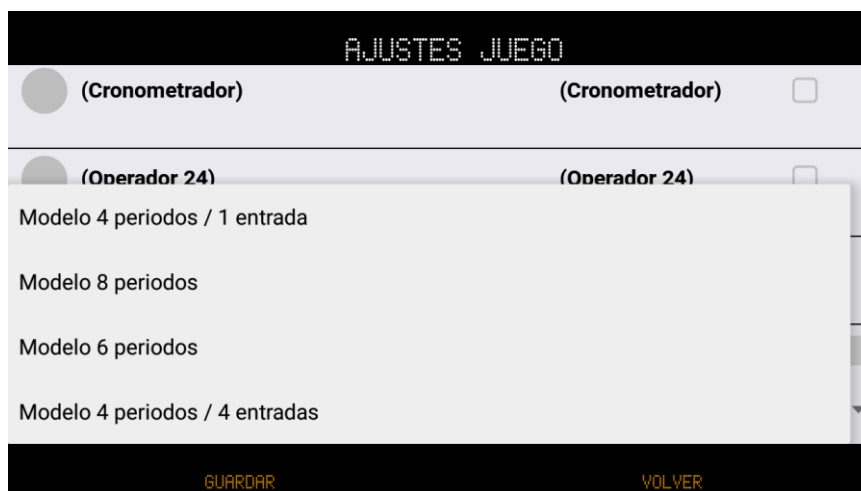 AJUSTES JUEGO
(Cronometrador) (Cronometrador)
(Operador 24) (Operador 24)
Modelo 4 periodos / 1 entrada
Modelo 8 periodos
Modelo 6 periodos
Modelo 4 periodos / 4 entradas
GUARDAR VOLVER